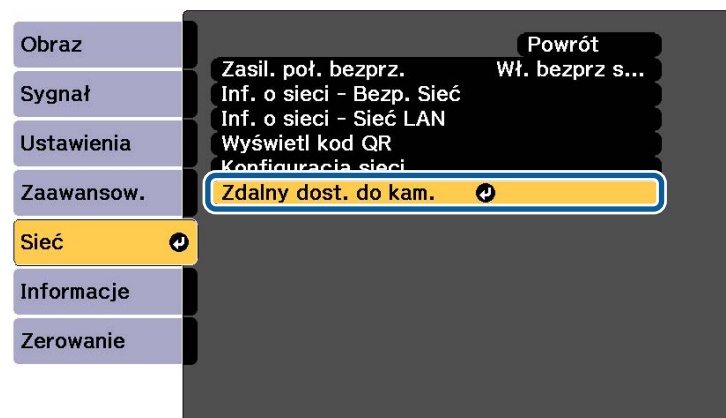 Obraz
Sygnał
Ustawienia
Zaawansow.
Sieć
Informacje
Zerowanie
Powrót
Zasil. poł. bezprz. Wł. bezprz s...
Inf. o sieci - Bezp. Sieć
Inf. o sieci - Sieć LAN
Wyświetl kod QR
Konfiguracja sieci
Zdalny dost. do kam.